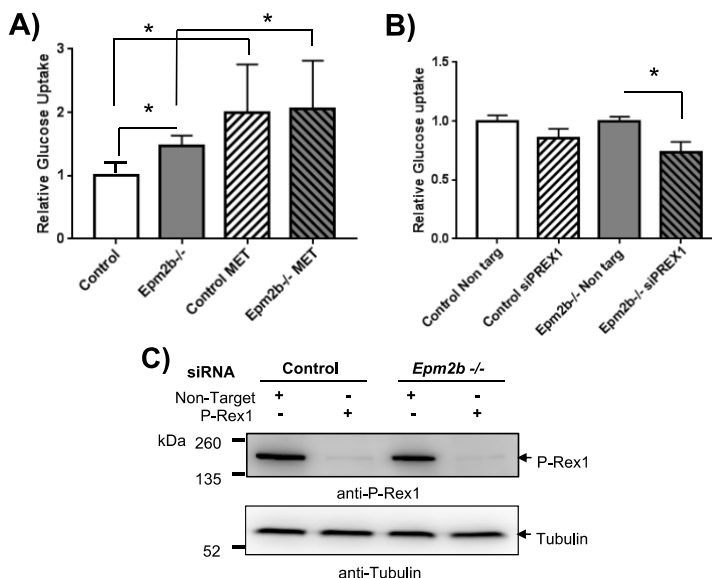 A)
* *
*
Relative Glucose Uptake
3
2
1
0
Control
Epm2b-/-
Control MET
Epm2b-/- MET
B)
*
Relative Glucose uptake
1.5
1.0
0.5
0.0
Control Non targ
Control siPREX1
Epm2b-/- Non targ
Epm2b-/- siPREX1
C)
siRNA Control Epm2b -/-
Non-Target + - + -
P-Rex1 - + - +
kDa 260
135
P-Rex1
anti-P-Rex1
Tubulin
52
anti-Tubulin